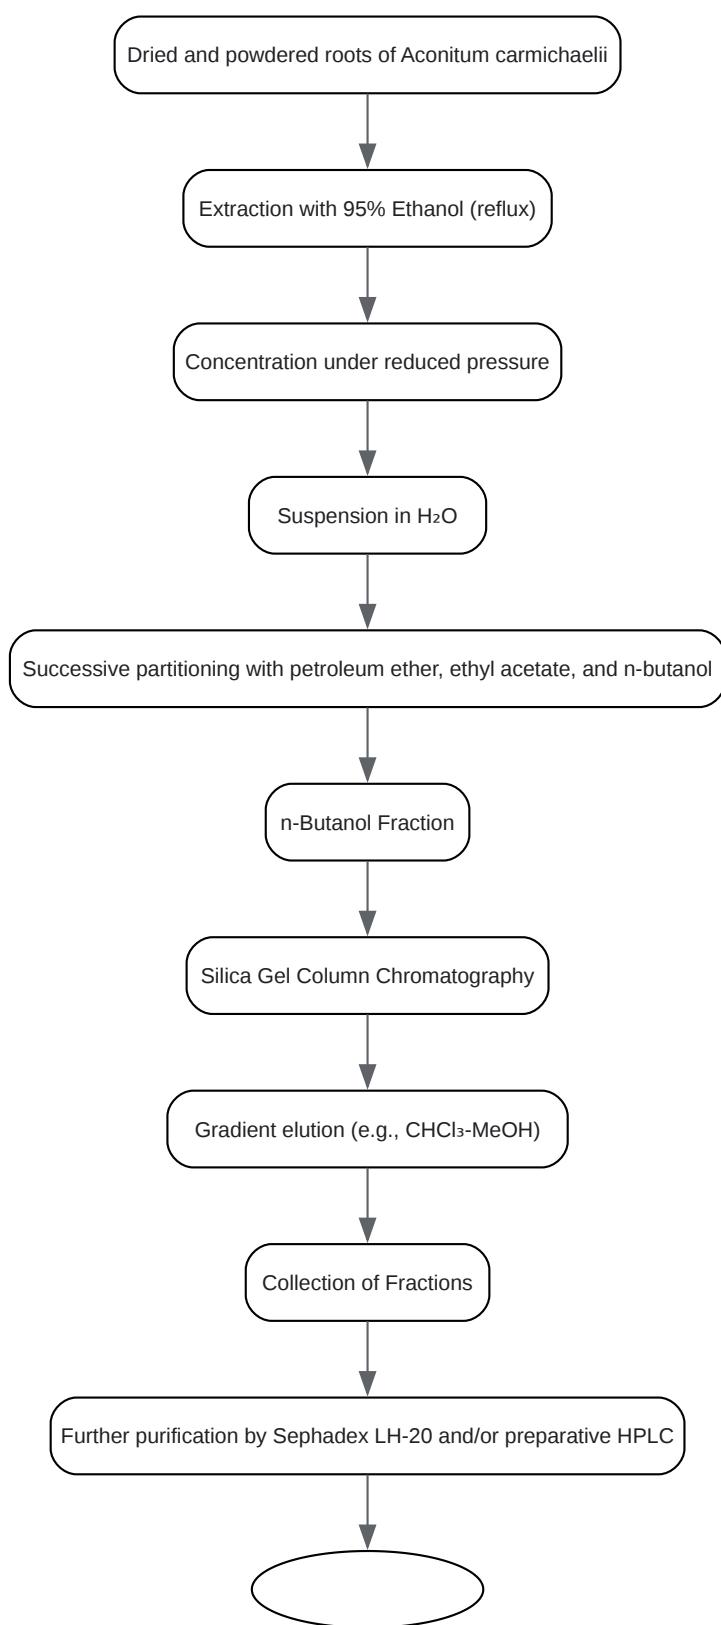 Dried and powdered roots of Aconitum carmichaelii
Extraction with 95% Ethanol (reflux)
Concentration under reduced pressure
Suspension in H₂O
Successive partitioning with petroleum ether, ethyl acetate, and n-butanol
n-Butanol Fraction
Silica Gel Column Chromatography
Gradient elution (e.g., CHCl₃-MeOH)
Collection of Fractions
Further purification by Sephadex LH-20 and/or preparative HPLC